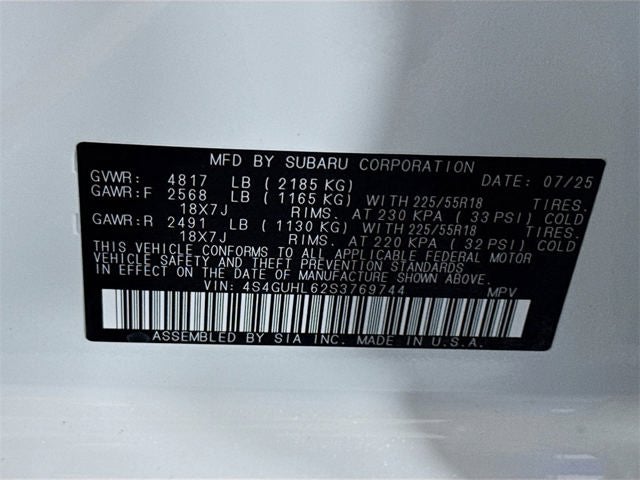 MFD BY SUBARU CORPORATION
GVWR: 4817 LB (2185 KG) DATE: 07/25
GAWR:F 2568 LB (1165 KG) WITH 225/55R18 TIRES.
18X7J RIMS. AT 230 KPA (33 PSI) COLD
GAWR:R 2491 LB (1130 KG) WITH 225/55R18 TIRES.
18X7J RIMS. AT 220 KPA (32 PSI) COLD
THIS VEHICLE CONFORMS TO ALL APPLICABLE FEDERAL MOTOR
VEHICLE SAFETY AND THEFT PREVENTION STANDARDS
IN EFFECT ON THE DATE OF MANUFACTURE SHOWN ABOVE.
VIN: 4S4GUHL62S3769744 MPV
ASSEMBLED BY SIA INC. MADE IN U.S.A.